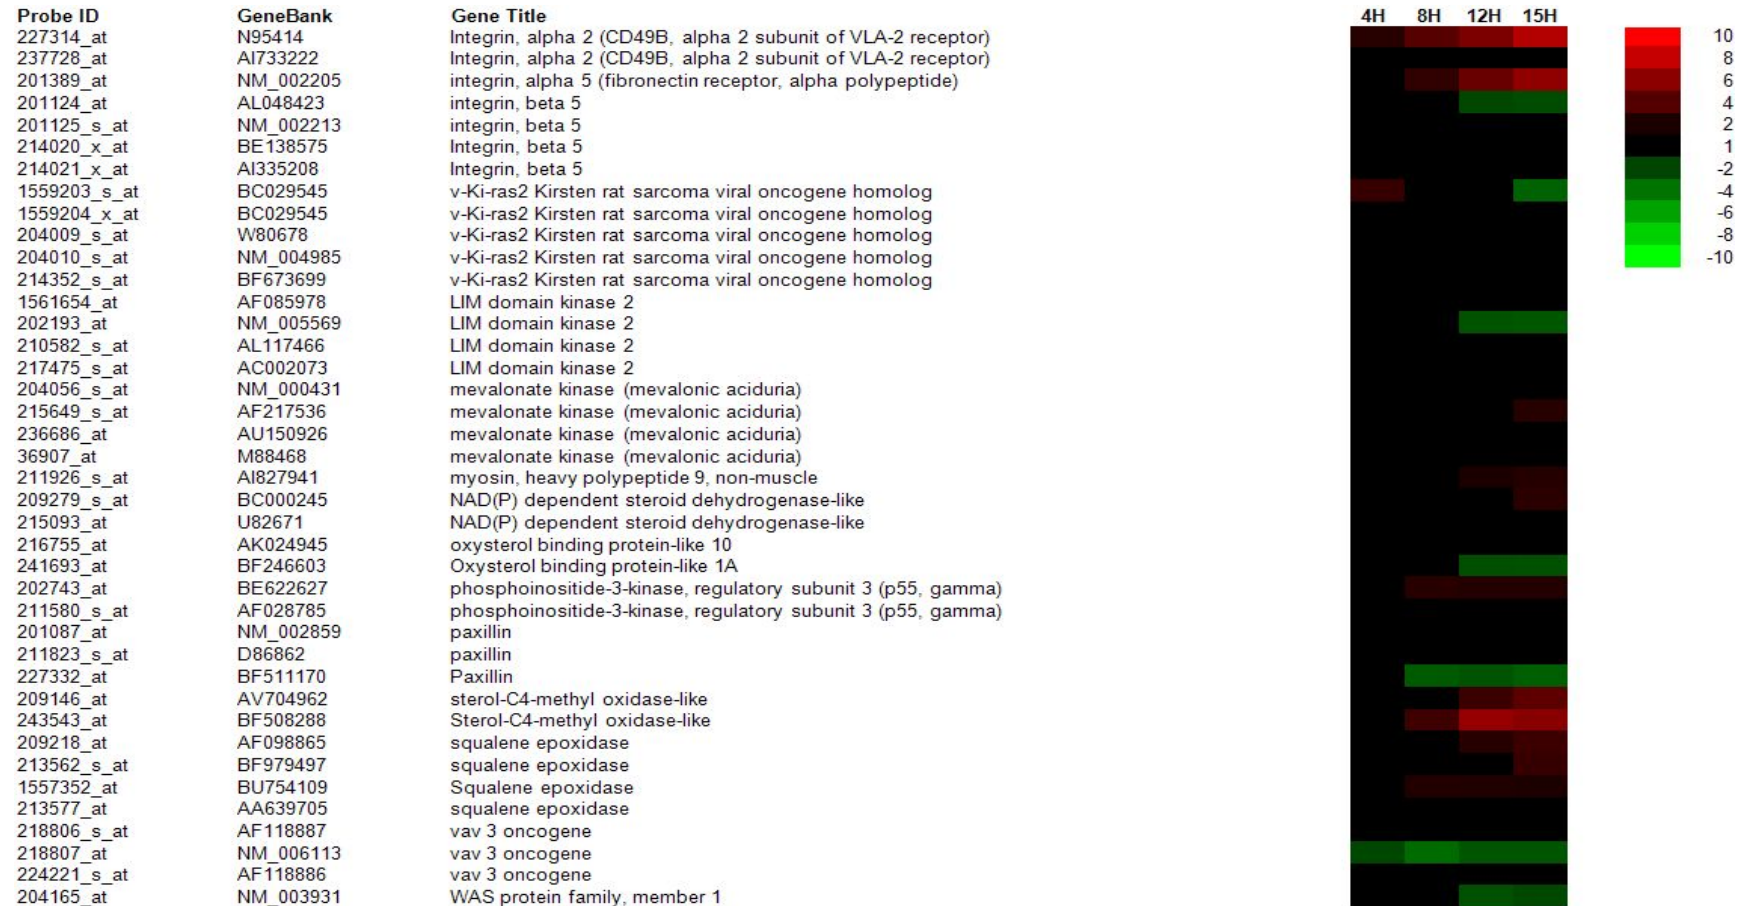 Probe ID GeneBank Gene Title 4H 8H 12H 15H
227314_at N95414 Integrin, alpha 2 (CD49B, alpha 2 subunit of VLA-2 receptor) 10
237728_at AI733222 Integrin, alpha 2 (CD49B, alpha 2 subunit of VLA-2 receptor) 8
201389_at NM_002205 integrin, alpha 5 (fibronectin receptor, alpha polypeptide) 6
201124_at AL048423 integrin, beta 5 4
201125_s_at NM_002213 integrin, beta 5 2
214020_x_at BE138575 Integrin, beta 5 1
214021_x_at AI335208 Integrin, beta 5 -2
1559203_s_at BC029545 v-Ki-ras2 Kirsten rat sarcoma viral oncogene homolog -4
1559204_x_at BC029545 v-Ki-ras2 Kirsten rat sarcoma viral oncogene homolog -6
204009_s_at W80678 v-Ki-ras2 Kirsten rat sarcoma viral oncogene homolog -8
204010_s_at NM_004985 v-Ki-ras2 Kirsten rat sarcoma viral oncogene homolog -10
214352_s_at BF673699 v-Ki-ras2 Kirsten rat sarcoma viral oncogene homolog
1561654_at AF085978 LIM domain kinase 2
202193_at NM_005569 LIM domain kinase 2
210582_s_at AL117466 LIM domain kinase 2
217475_s_at AC002073 LIM domain kinase 2
204056_s_at NM_000431 mevalonate kinase (mevalonic aciduria)
215649_s_at AF217536 mevalonate kinase (mevalonic aciduria)
236686_at AU150926 mevalonate kinase (mevalonic aciduria)
36907_at M88468 mevalonate kinase (mevalonic aciduria)
211926_s_at AI827941 myosin, heavy polypeptide 9, non-muscle
209279_s_at BC000245 NAD(P) dependent steroid dehydrogenase-like
215093_at U82671 NAD(P) dependent steroid dehydrogenase-like
216755_at AK024945 oxysterol binding protein-like 10
241693_at BF246603 Oxysterol binding protein-like 1A
202743_at BE622627 phosphoinositide-3-kinase, regulatory subunit 3 (p55, gamma)
211580_s_at AF028785 phosphoinositide-3-kinase, regulatory subunit 3 (p55, gamma)
201087_at NM_002859 paxillin
211823_s_at D86862 paxillin
227332_at BF511170 Paxillin
209146_at AV704962 sterol-C4-methyl oxidase-like
243543_at BF508288 Sterol-C4-methyl oxidase-like
209218_at AF098865 squalene epoxidase
213562_s_at BF979497 squalene epoxidase
1557352_at BU754109 Squalene epoxidase
213577_at AA639705 squalene epoxidase
218806_s_at AF118887 vav 3 oncogene
218807_at NM_006113 vav 3 oncogene
224221_s_at AF118886 vav 3 oncogene
204165_at NM_003931 WAS protein family, member 1